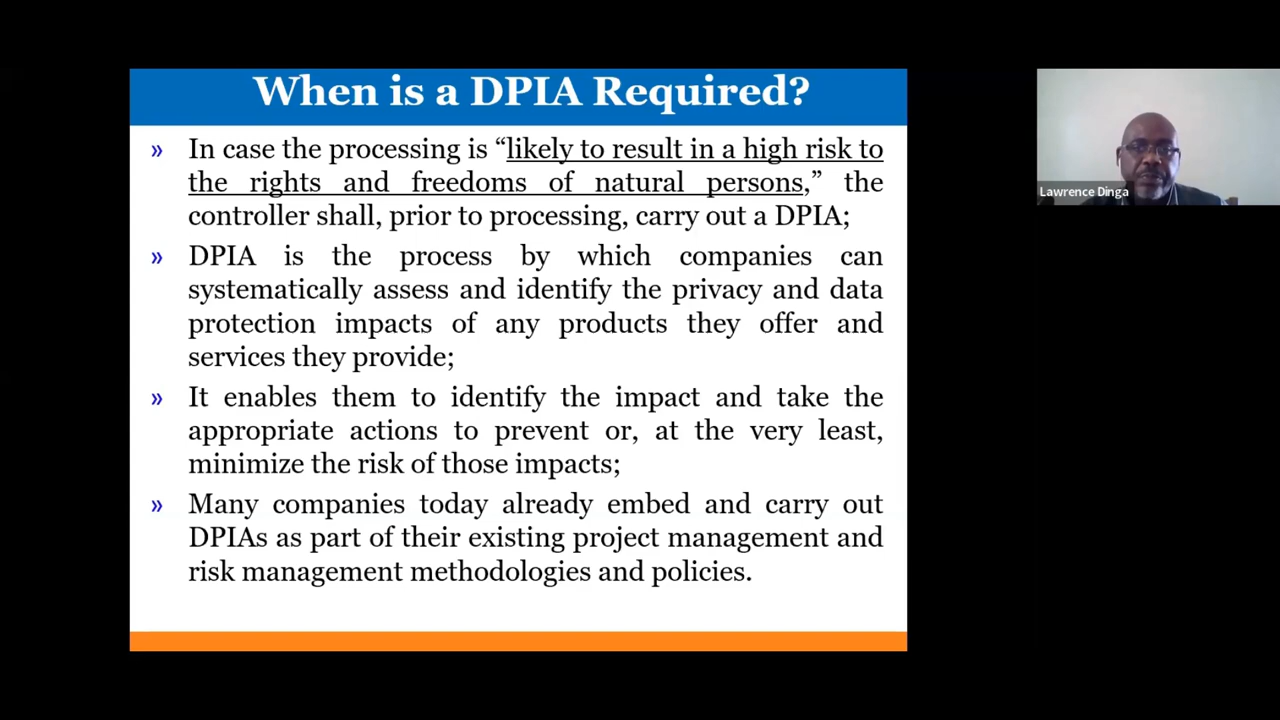 When is a DPIA Required?
» In case the processing is “likely to result in a high risk to
the rights and freedoms of natural persons,” the
controller shall, prior to processing, carry out a DPIA;
» DPIA is the process by which companies can
systematically assess and identify the privacy and data
protection impacts of any products they offer and
services they provide;
» It enables them to identify the impact and take the
appropriate actions to prevent or, at the very least,
minimize the risk of those impacts;
» Many companies today already embed and carry out
DPIAs as part of their existing project management and
risk management methodologies and policies.
Lawrence Dinga